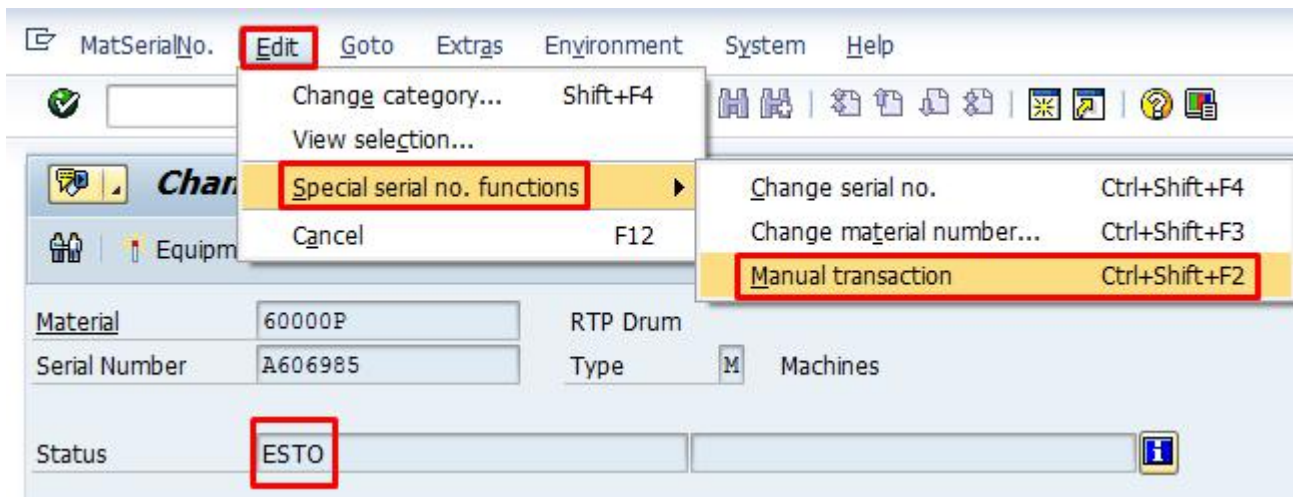 MatSerialNo. Edit Goto Extras Environment System Help
Change category... Shift+F4
View selection...
Chan
Special serial no. functions
Change serial no. Ctrl+Shift+F4
Cancel F12
Change material number... Ctrl+Shift+F3
Equipm
Manual transaction Ctrl+Shift+F2
Material 60000P RTP Drum
Serial Number A606985 Type M Machines
Status ESTO